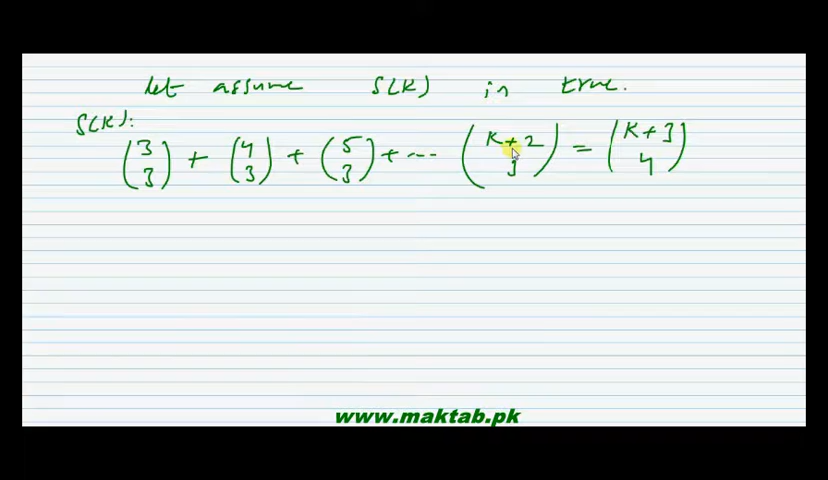 let assume S(K) is true.
S(K):
(3 3) + (4 3) + (5 3) + ... (K+2 3) = (K+3 4)
www.maktab.pk